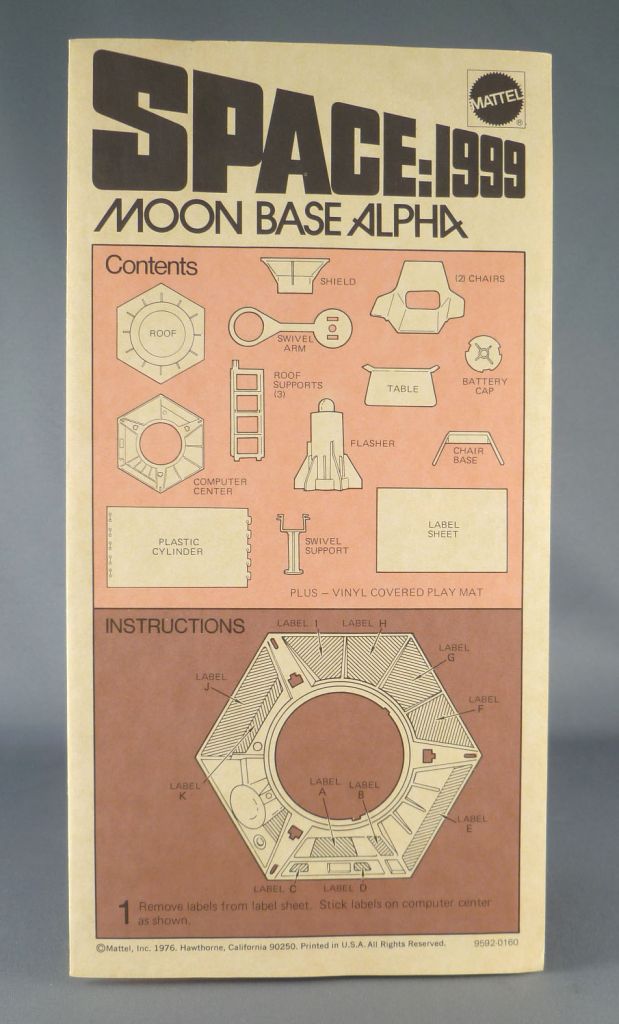 SPACE:1999
MATTEL
®
MOON BASE ALPHA
Contents
SHIELD
(2) CHAIRS
ROOF
SWIVEL
ARM
BATTERY
CAP
ROOF
SUPPORTS
(3)
TABLE
FLASHER
CHAIR
BASE
COMPUTER
CENTER
PLASTIC
CYLINDER
SWIVEL
SUPPORT
LABEL
SHEET
PLUS – VINYL COVERED PLAY MAT
INSTRUCTIONS
LABEL I
LABEL H
LABEL
G
LABEL
J
LABEL
F
LABEL
K
LABEL
A
LABEL
B
LABEL
E
LABEL C
LABEL D
1 Remove labels from label sheet. Stick labels on computer center
as shown.
©Mattel, Inc. 1976. Hawthorne, California 90250. Printed in U.S.A. All Rights Reserved.
9592-0160